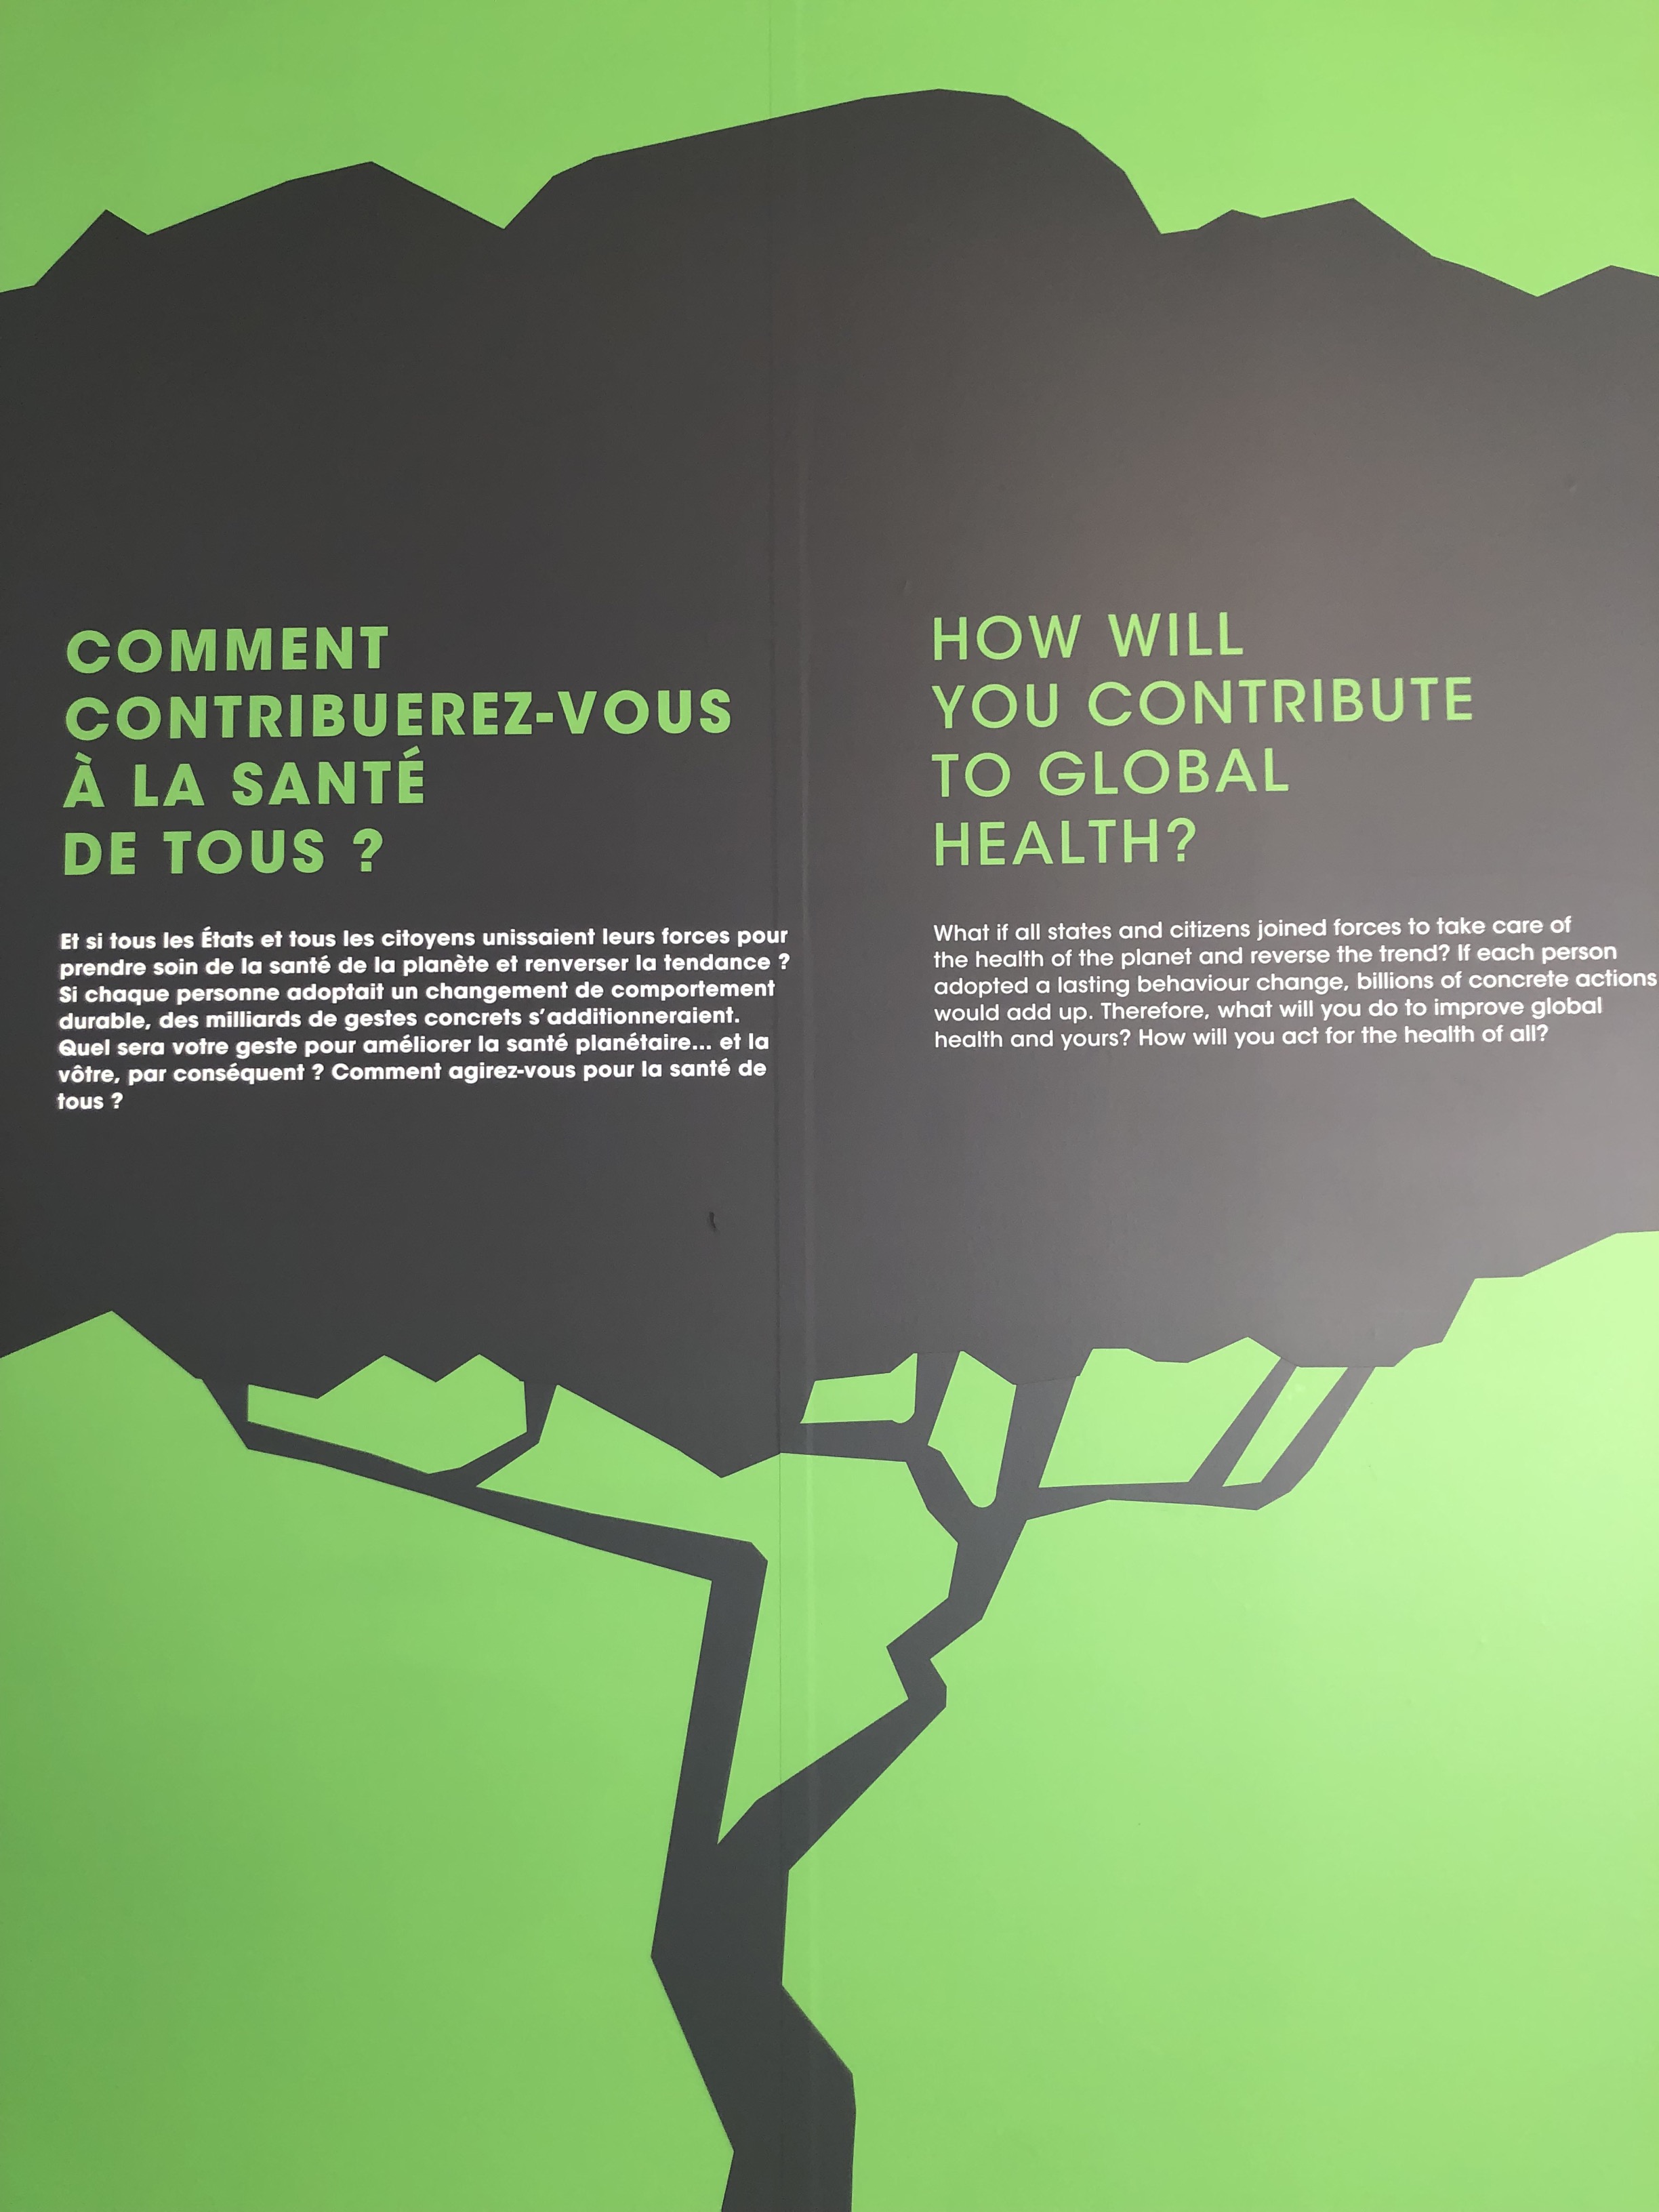 COMMENT
CONTRIBUEREZ-VOUS
À LA SANTÉ
DE TOUS ?
Et si tous les États et tous les citoyens unissaient leurs forces pour
prendre soin de la santé de la planète et renverser la tendance ?
Si chaque personne adoptait un changement de comportement
durable, des milliards de gestes concrets s'additionneraient.
Quel sera votre geste pour améliorer la santé planétaire... et la
vôtre, par conséquent ? Comment agirez-vous pour la santé de
tous ?
HOW WILL
YOU CONTRIBUTE
TO GLOBAL
HEALTH?
What if all states and citizens joined forces to take care of
the health of the planet and reverse the trend? If each person
adopted a lasting behaviour change, billions of concrete actions
would add up. Therefore, what will you do to improve global
health and yours? How will you act for the health of all?